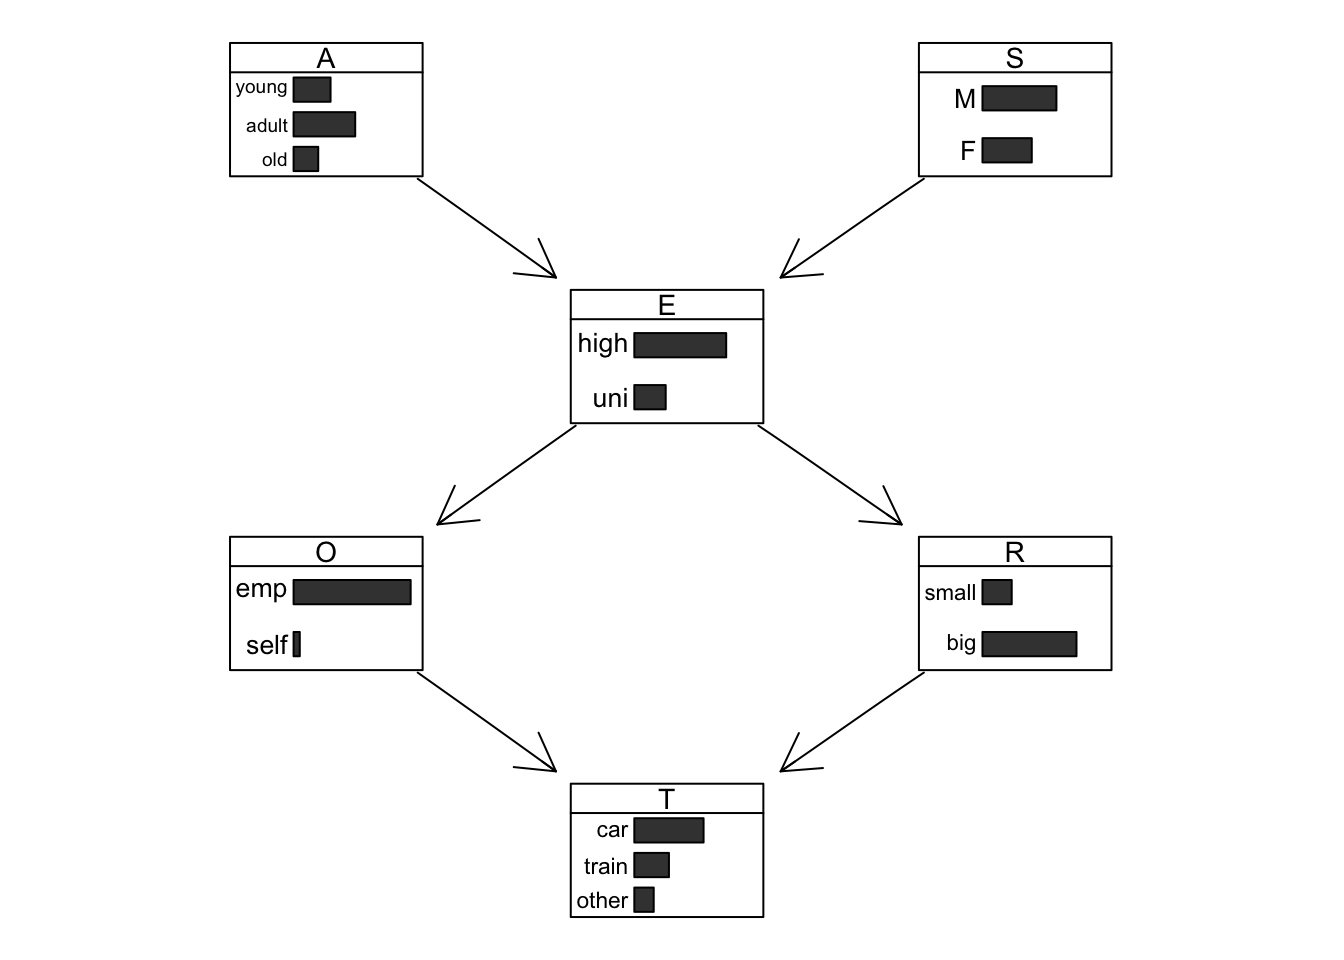 A
young
adult
old
S
M
F
E
high
uni
O
emp
self
R
small
big
T
car
train
other